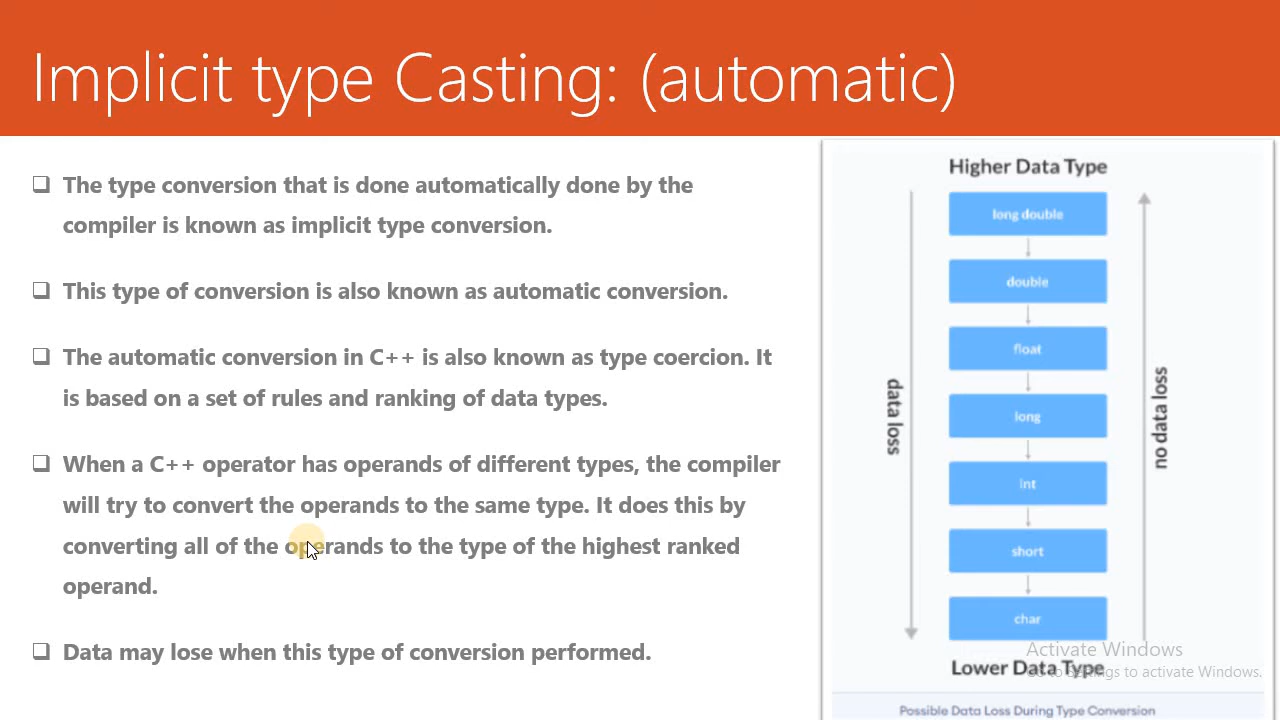 Implicit type Casting: (automatic)
The type conversion that is done automatically done by the
compiler is known as implicit type conversion.
This type of conversion is also known as automatic conversion.
The automatic conversion in C++ is also known as type coercion. It
is based on a set of rules and ranking of data types.
When a C++ operator has operands of different types, the compiler
will try to convert the operands to the same type. It does this by
converting all of the operands to the type of the highest ranked
operand.
Data may lose when this type of conversion performed.
Higher Data Type
long double
double
float
long
int
short
char
Lower Data Type
data loss
no data loss
Possible Data Loss During Type Conversion
Activate Windows
Go to Settings to activate Windows.